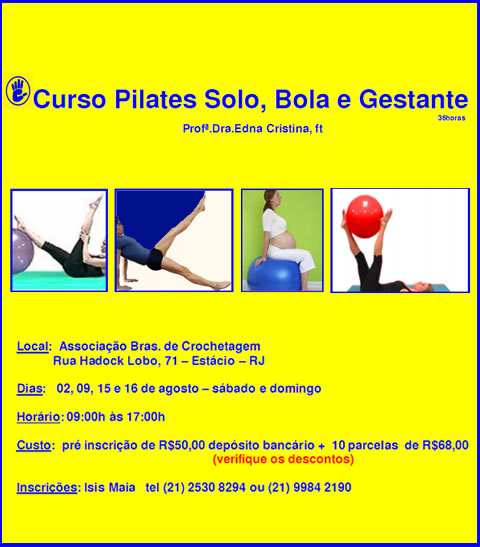 Curso Pilates Solo, Bola e Gestante
36horas
Profª.Dra.Edna Cristina, ft
Local: Associação Bras. de Crochetagem
Rua Hadock Lobo, 71 – Estácio – RJ
Dias: 02, 09, 15 e 16 de agosto – sábado e domingo
Horário: 09:00h às 17:00h
Custo: pré inscrição de R$50,00 depósito bancário + 10 parcelas de R$68,00
(verifique os descontos)
Inscrições: Isis Maia tel (21) 2530 8294 ou (21) 9984 2190